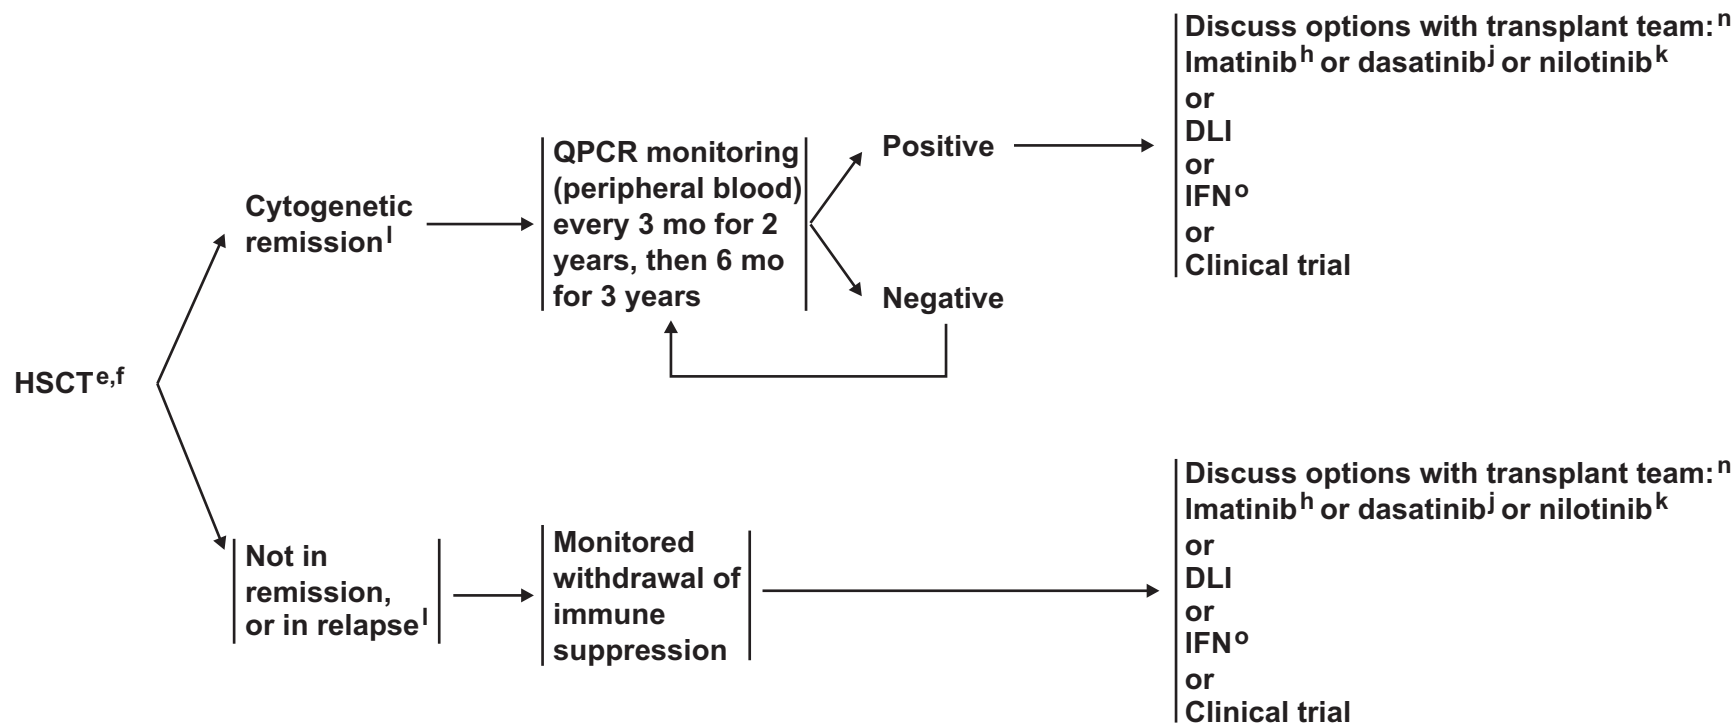 Discuss options with transplant team:ⁿ
Imatinibʰ or dasatinibʲ or nilotinibᵏ
or
DLI
or
IFNᵒ
or
Clinical trial
QPCR monitoring
(peripheral blood)
every 3 mo for 2
years, then 6 mo
for 3 years
Positive
Negative
Cytogenetic
remissionˡ
HSCTᵉ,ᶠ
Not in
remission,
or in relapseˡ
Monitored
withdrawal of
immune
suppression
Discuss options with transplant team:ⁿ
Imatinibʰ or dasatinibʲ or nilotinibᵏ
or
DLI
or
IFNᵒ
or
Clinical trial